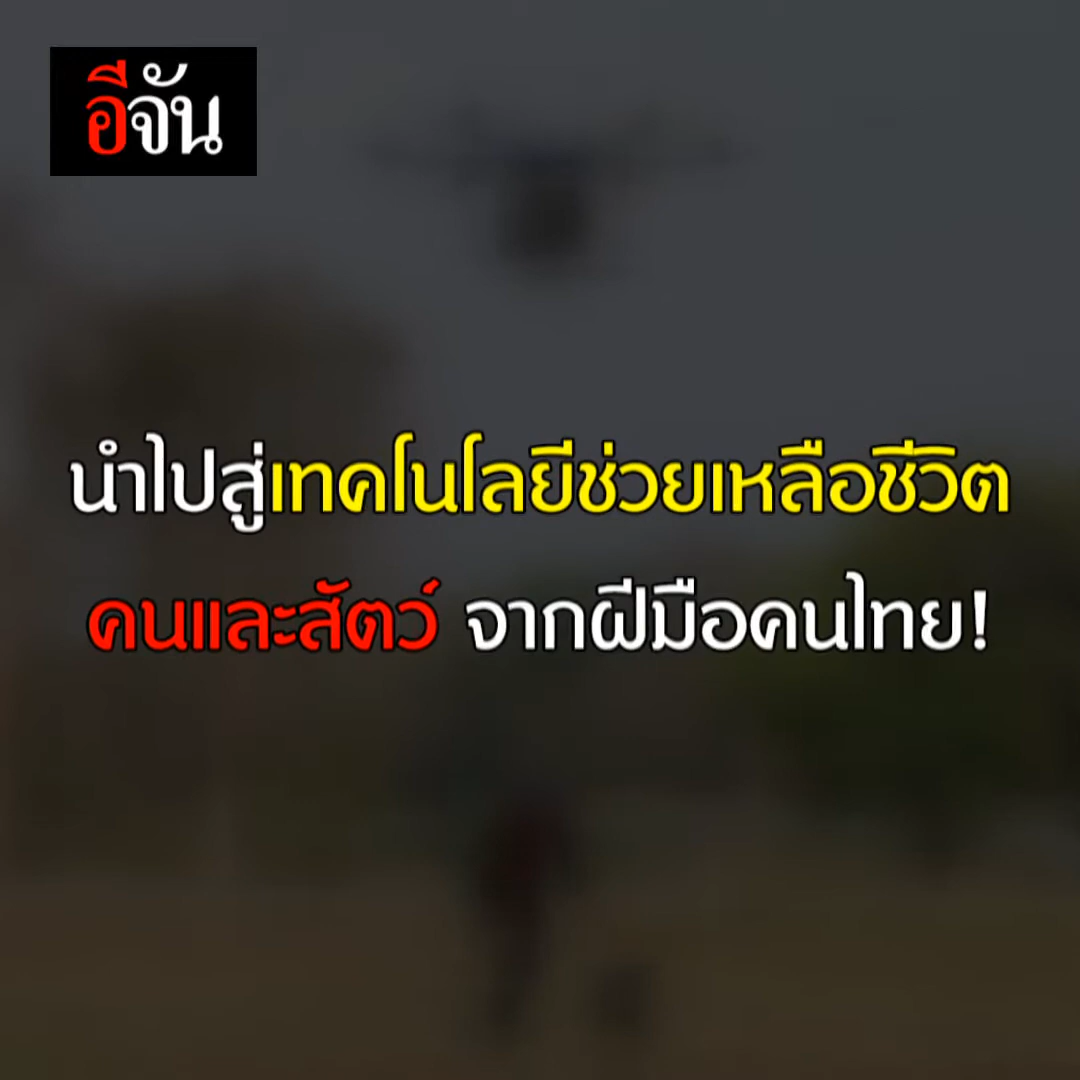 อีจัน
นำไปสู่เทคโนโลยีช่วยเหลือชีวิต
คนและสัตว์ จากฝีมือคนไทย!